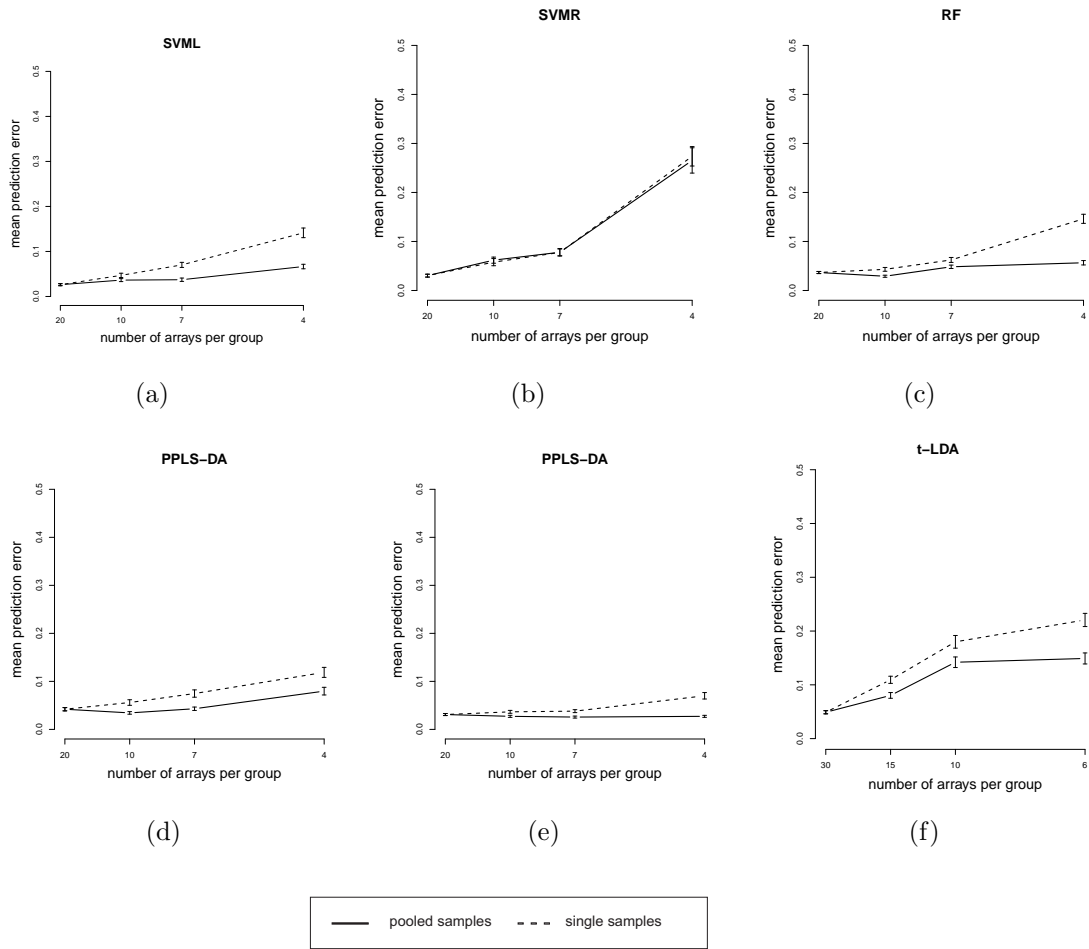 SVML
mean prediction error
0.5
0.4
0.3
0.2
0.1
0.0
20 10 7 4
number of arrays per group
(a)
SVMR
mean prediction error
0.5
0.4
0.3
0.2
0.1
0.0
20 10 7 4
number of arrays per group
(b)
RF
mean prediction error
0.5
0.4
0.3
0.2
0.1
0.0
20 10 7 4
number of arrays per group
(c)
PPLS−DA
mean prediction error
0.5
0.4
0.3
0.2
0.1
0.0
20 10 7 4
number of arrays per group
(d)
PPLS−DA
mean prediction error
0.5
0.4
0.3
0.2
0.1
0.0
20 10 7 4
number of arrays per group
(e)
t−LDA
mean prediction error
0.5
0.4
0.3
0.2
0.1
0.0
30 15 10 6
number of arrays per group
(f)
pooled samples single samples